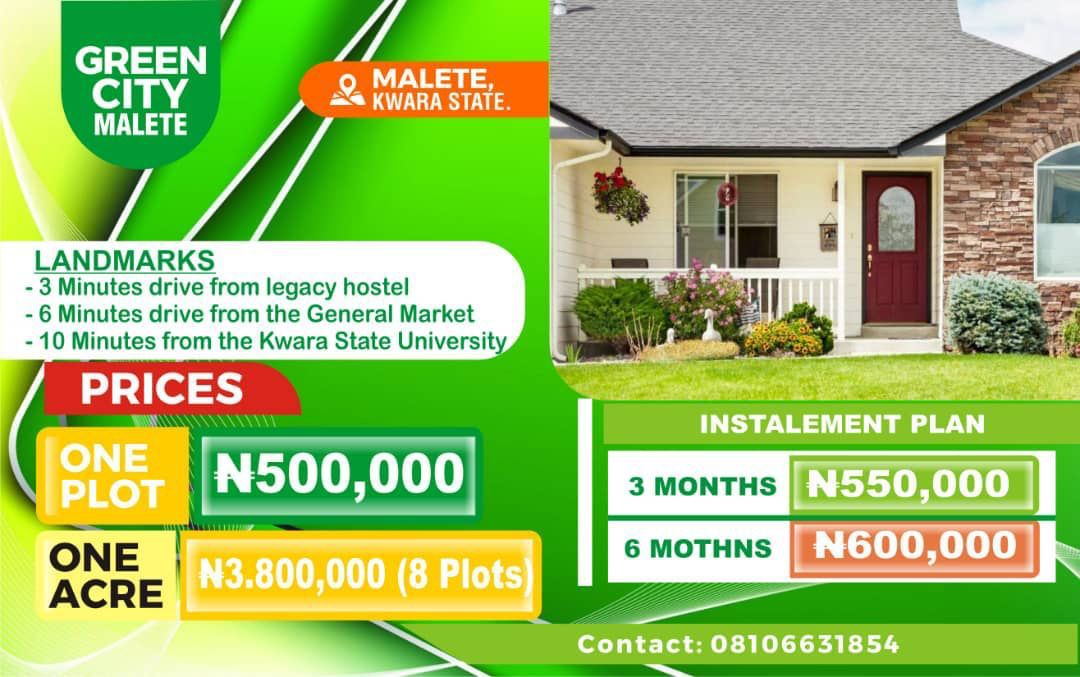 GREEN
CITY
MALETE
MALETE,
KWARA STATE.
LANDMARKS
- 3 Minutes drive from legacy hostel
- 6 Minutes drive from the General Market
- 10 Minutes from the Kwara State University
PRICES
ONE
PLOT
₦500,000
ONE
ACRE
₦3.800,000 (8 Plots)
INSTALEMENT PLAN
3 MONTHS ₦550,000
6 MOTHNS ₦600,000
Contact: 08106631854